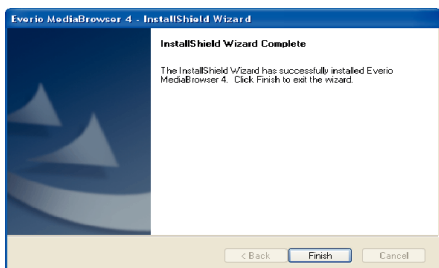 Everio MediaBrowser 4 - InstallShield Wizard
InstallShield Wizard Complete
The InstallShield Wizard has successfully installed Everio
MediaBrowser 4. Click Finish to exit the wizard.
< Back Finish Cancel